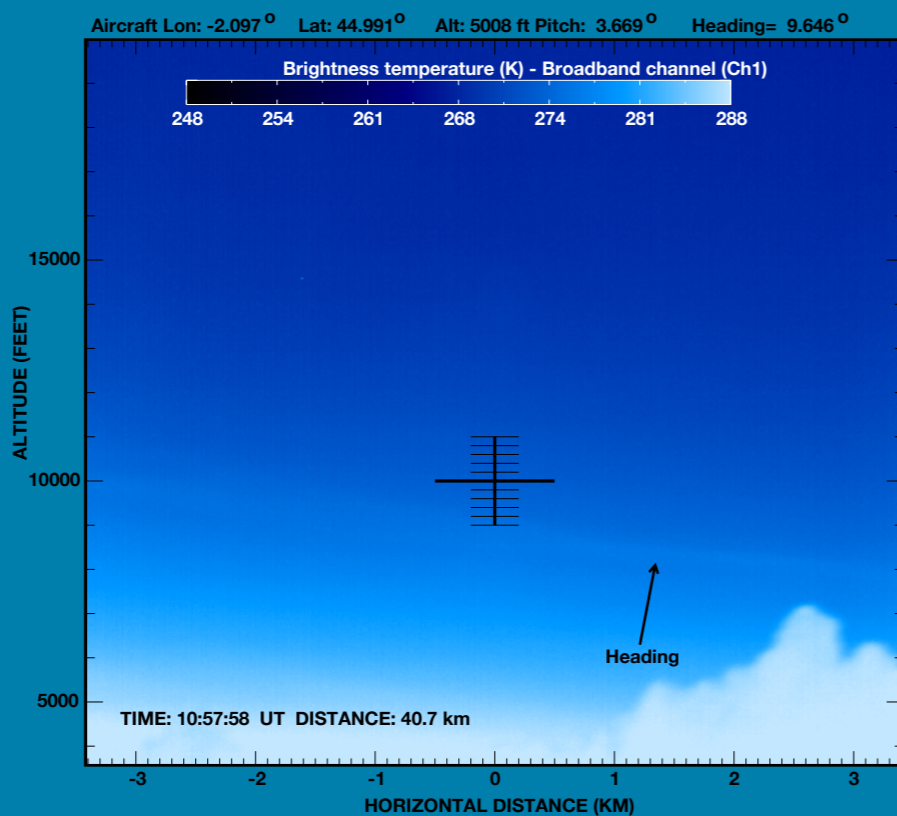 Aircraft Lon: -2.097 o Lat: 44.991 o Alt: 5008 ft Pitch: 3.669 o Heading= 9.646 o
Brightness temperature (K) - Broadband channel (Ch1)
248 254 261 268 274 281 288
15000
ALTITUDE (FEET)
10000
Heading
5000
TIME: 10:57:58 UT DISTANCE: 40.7 km
-3 -2 -1 0 1 2 3
HORIZONTAL DISTANCE (KM)